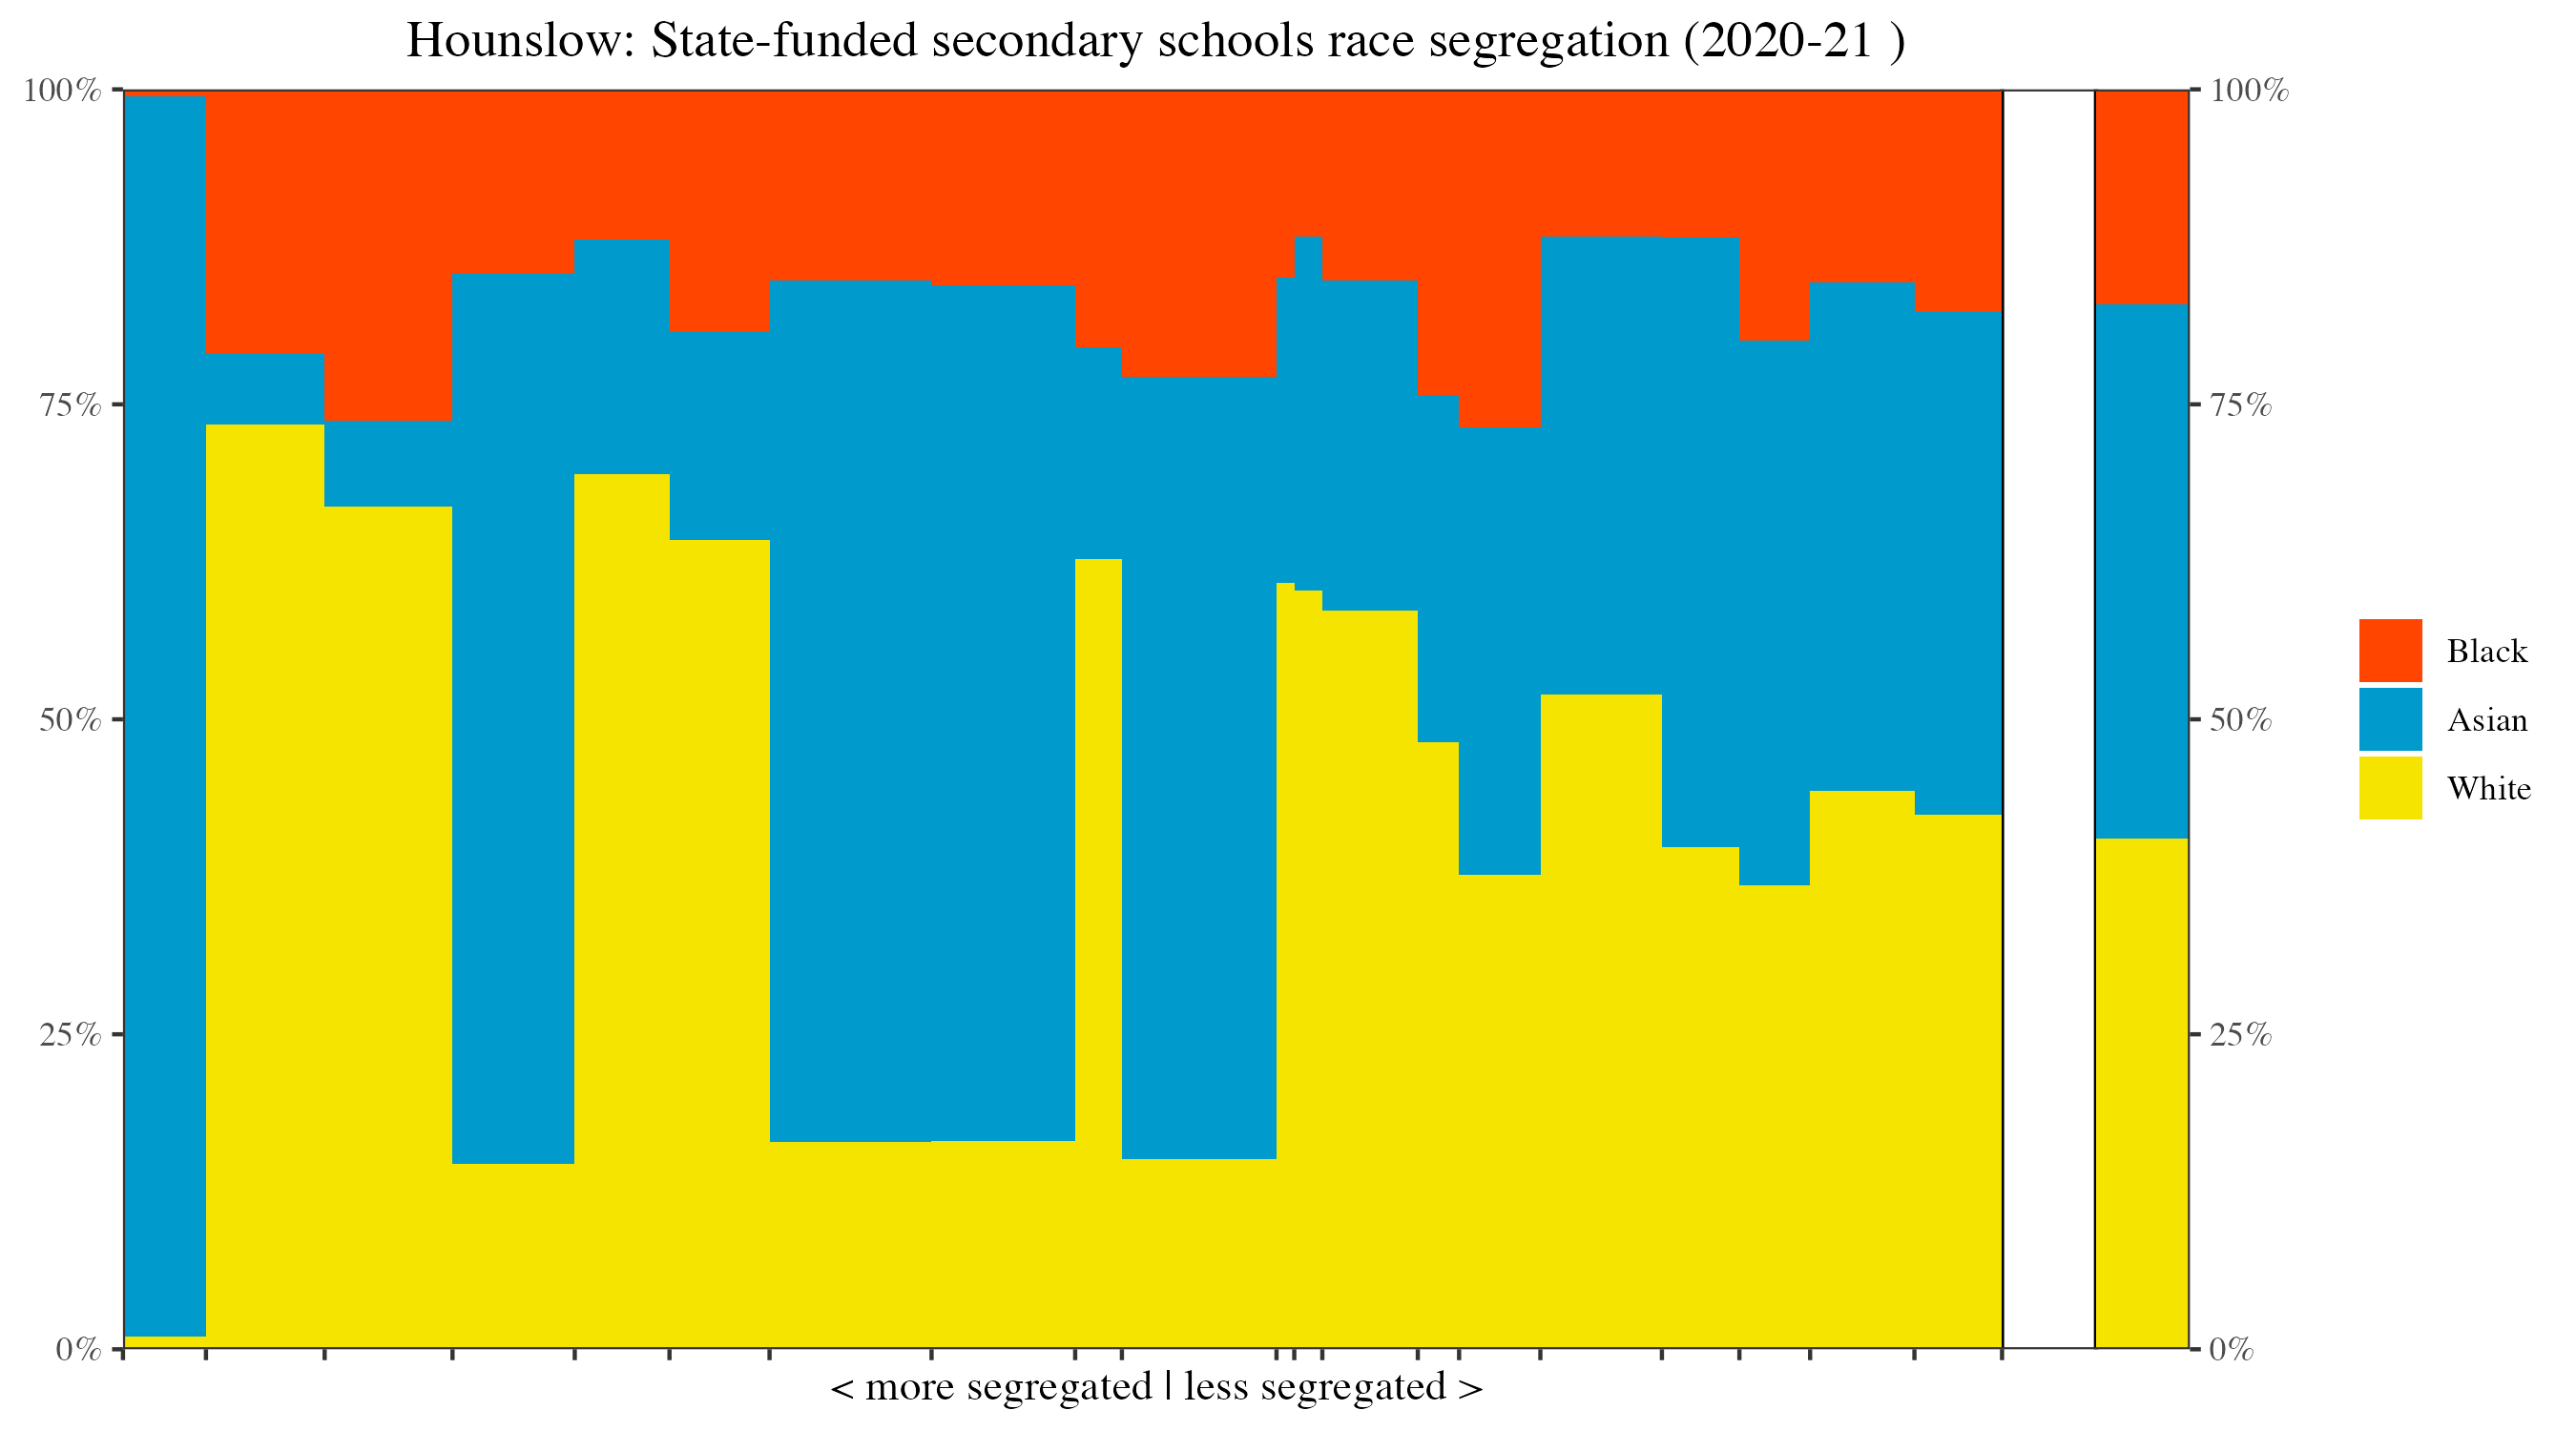 Hounslow: State-funded secondary schools race segregation (2020-21 )
100%
75%
50%
25%
0%
100%
75%
50%
25%
0%
Black
Asian
White
< more segregated | less segregated >